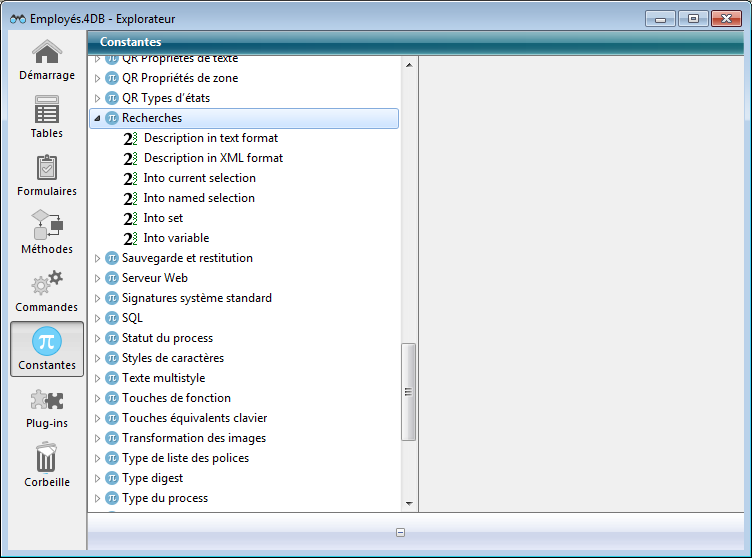 Employés.4DB - Explorateur
Démarrage
Tables
Formulaires
Méthodes
Commandes
Constantes
Plug-ins
Corbeille
Constantes
QR Propriétés de texte
QR Propriétés de zone
QR Types d'états
Recherches
Description in text format
Description in XML format
Into current selection
Into named selection
Into set
Into variable
Sauvegarde et restitution
Serveur Web
Signatures système standard
SQL
Statut du process
Styles de caractères
Texte multistyle
Touches de fonction
Touches équivalents clavier
Transformation des images
Type de liste des polices
Type digest
Type du process